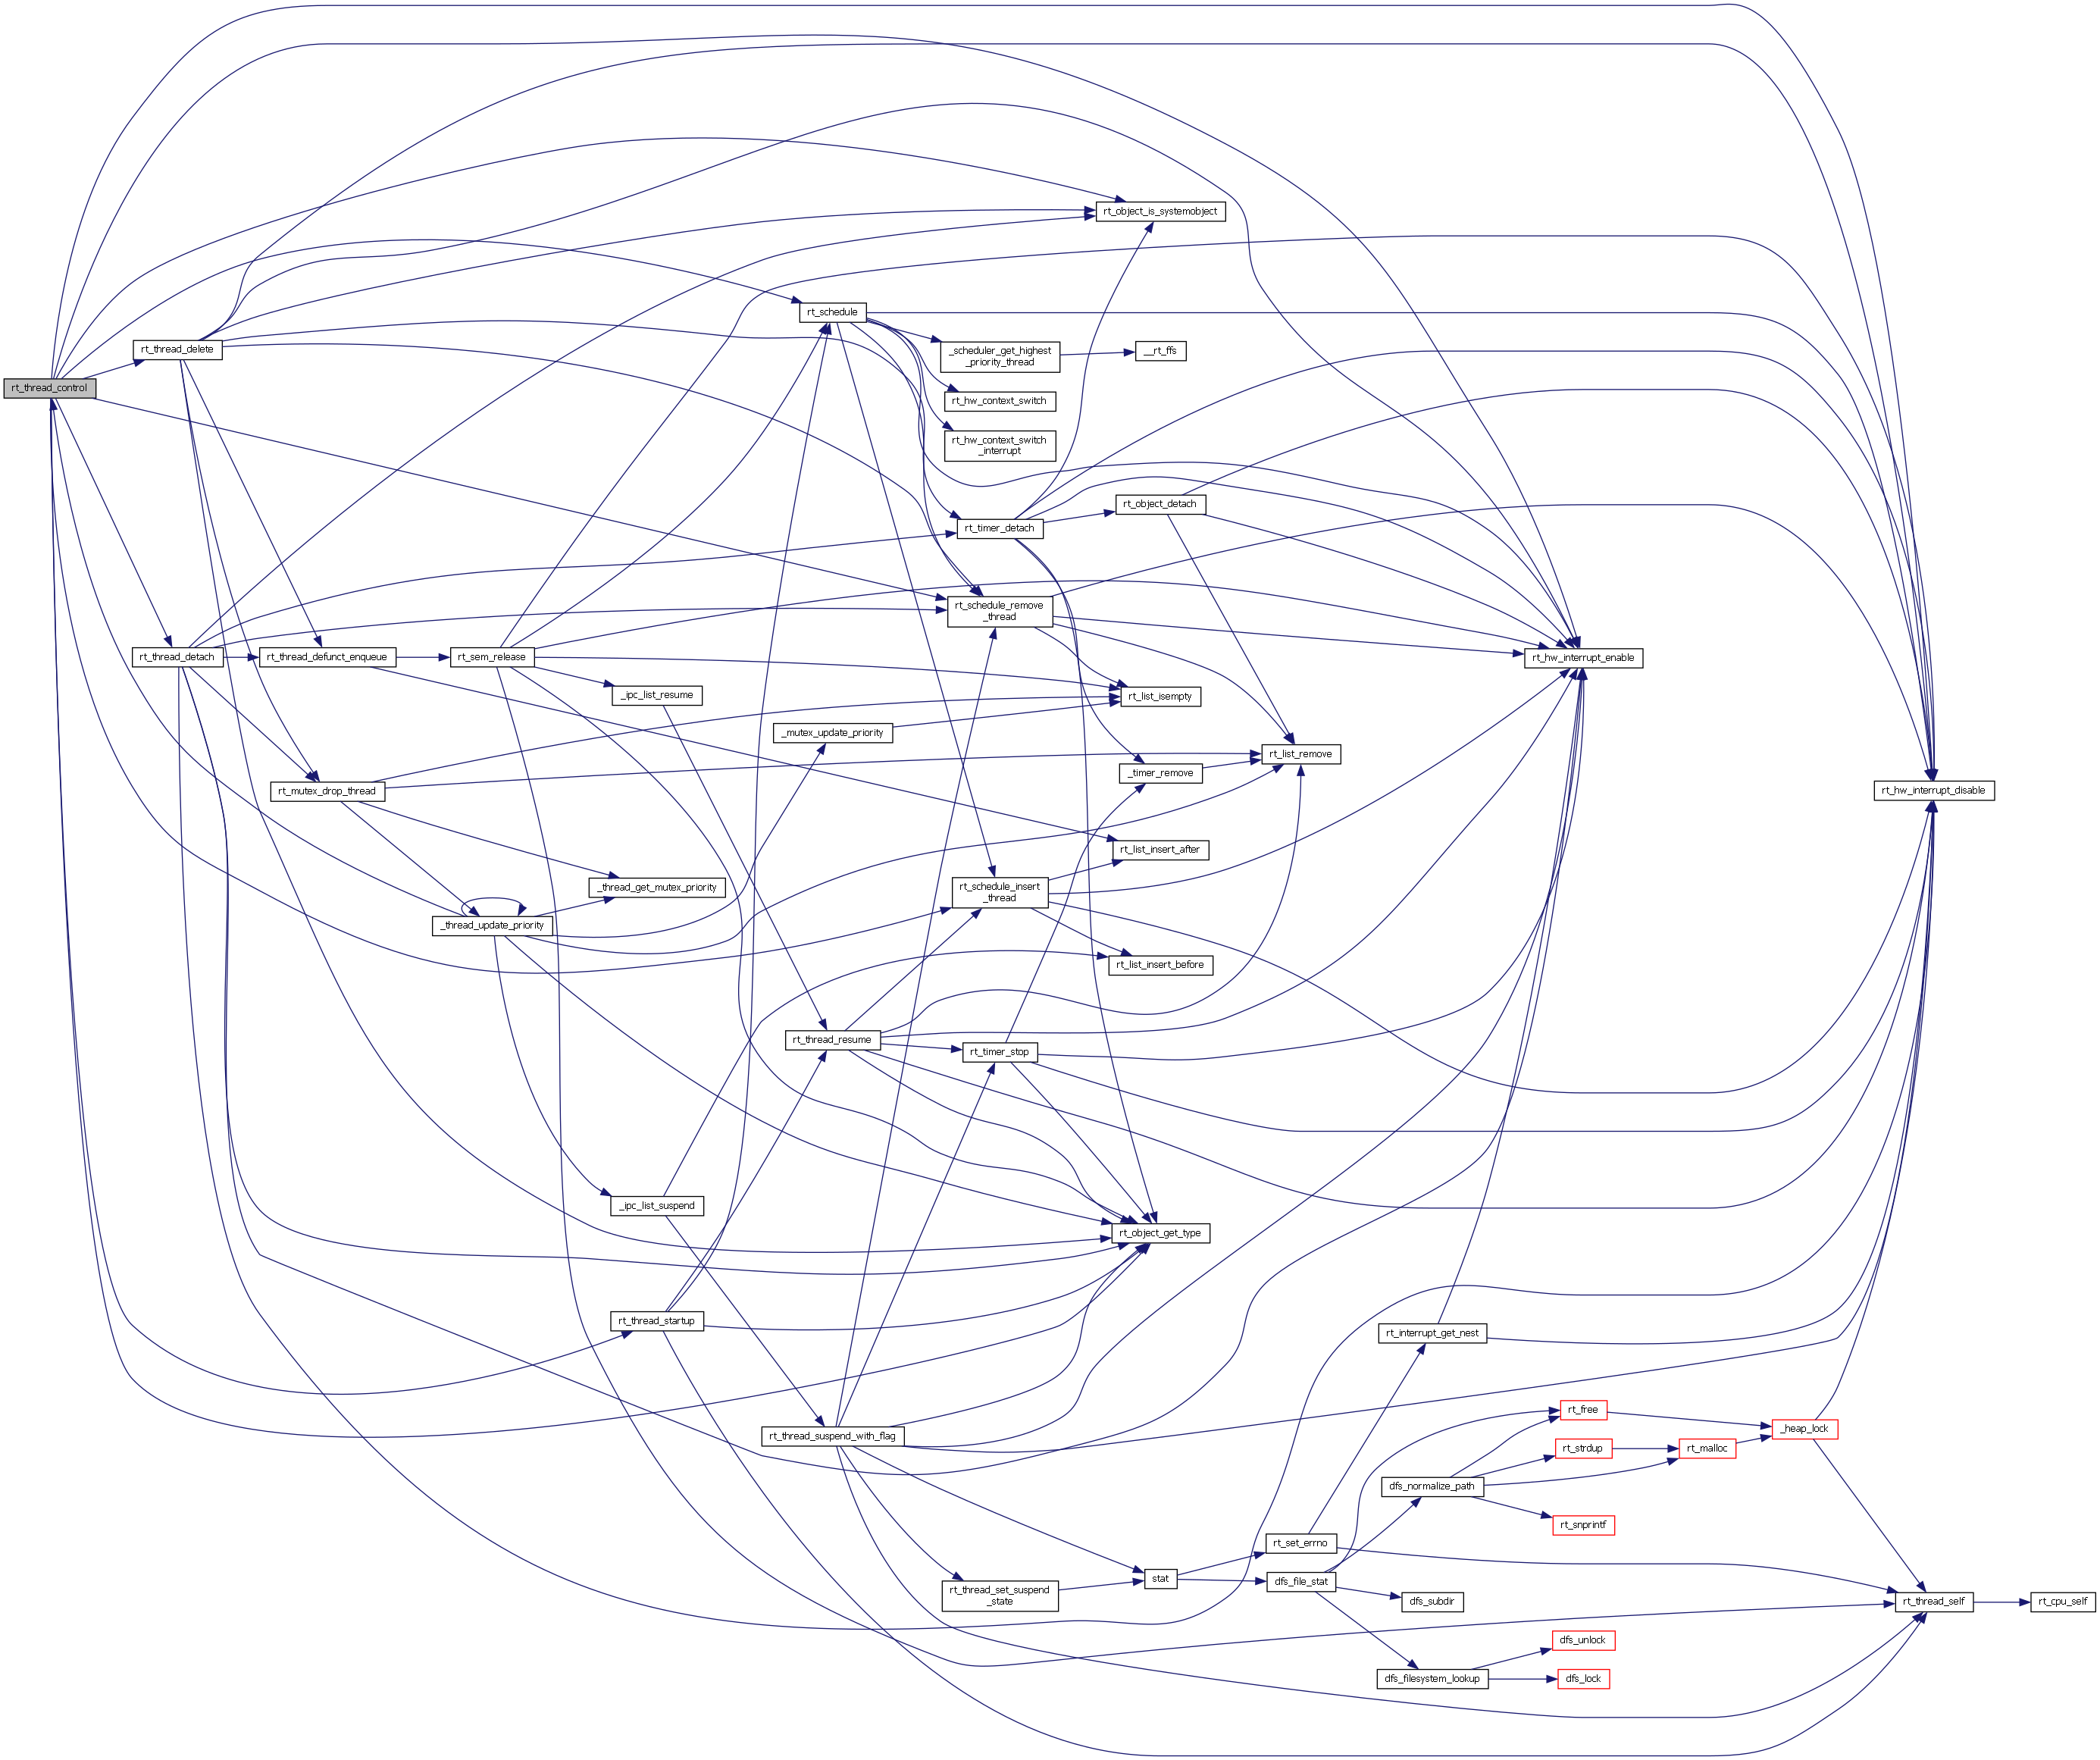 rt_object_is_systemobject
rt_schedule
rt_thread_delete
_scheduler_get_highest
_priority_thread
__rt_ffs
rt_thread_control
rt_hw_context_switch
rt_hw_context_switch
_interrupt
rt_object_detach
rt_timer_detach
rt_schedule_remove
_thread
rt_thread_detach
rt_thread_defunct_enqueue
rt_sem_release
rt_hw_interrupt_enable
_ipc_list_resume
rt_list_isempty
_mutex_update_priority
rt_list_remove
_timer_remove
rt_mutex_drop_thread
rt_hw_interrupt_disable
rt_list_insert_after
_thread_get_mutex_priority
rt_schedule_insert
_thread
_thread_update_priority
rt_list_insert_before
rt_thread_resume
rt_timer_stop
_ipc_list_suspend
rt_object_get_type
rt_thread_startup
rt_interrupt_get_nest
rt_free
_heap_lock
rt_thread_suspend_with_flag
rt_strdup
rt_malloc
dfs_normalize_path
rt_snprintf
rt_set_errno
stat
dfs_file_stat
rt_thread_set_suspend
_state
dfs_subdir
rt_thread_self
rt_cpu_self
dfs_unlock
dfs_filesystem_lookup
dfs_lock